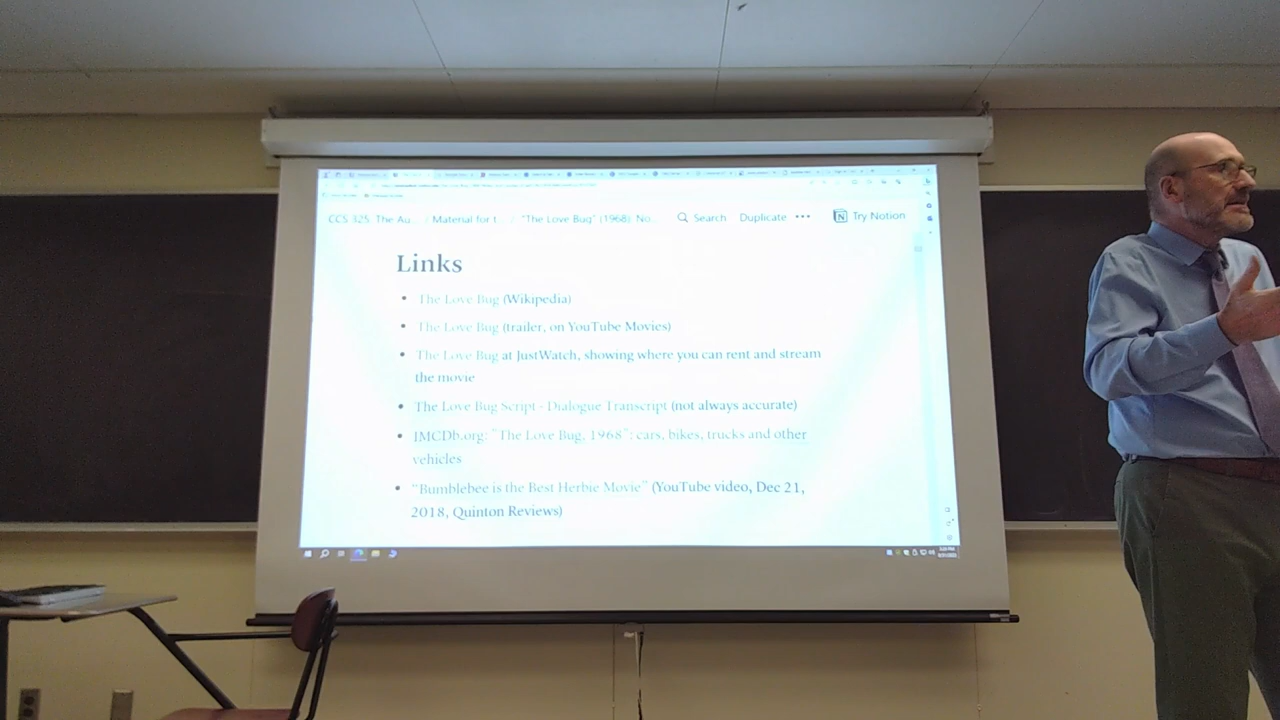 CCS 325. The Au... / Material for t... / "The Love Bug" (1968): No... Search Duplicate ••• Try Notion
Links
• The Love Bug (Wikipedia)
• The Love Bug (trailer, on YouTube Movies)
• The Love Bug at JustWatch, showing where you can rent and stream
the movie
• The Love Bug Script - Dialogue Transcript (not always accurate)
• IMCDb.org: "The Love Bug, 1968": cars, bikes, trucks and other
vehicles
• “Bumblebee is the Best Herbie Movie” (YouTube video, Dec 21,
2018, Quinton Reviews)